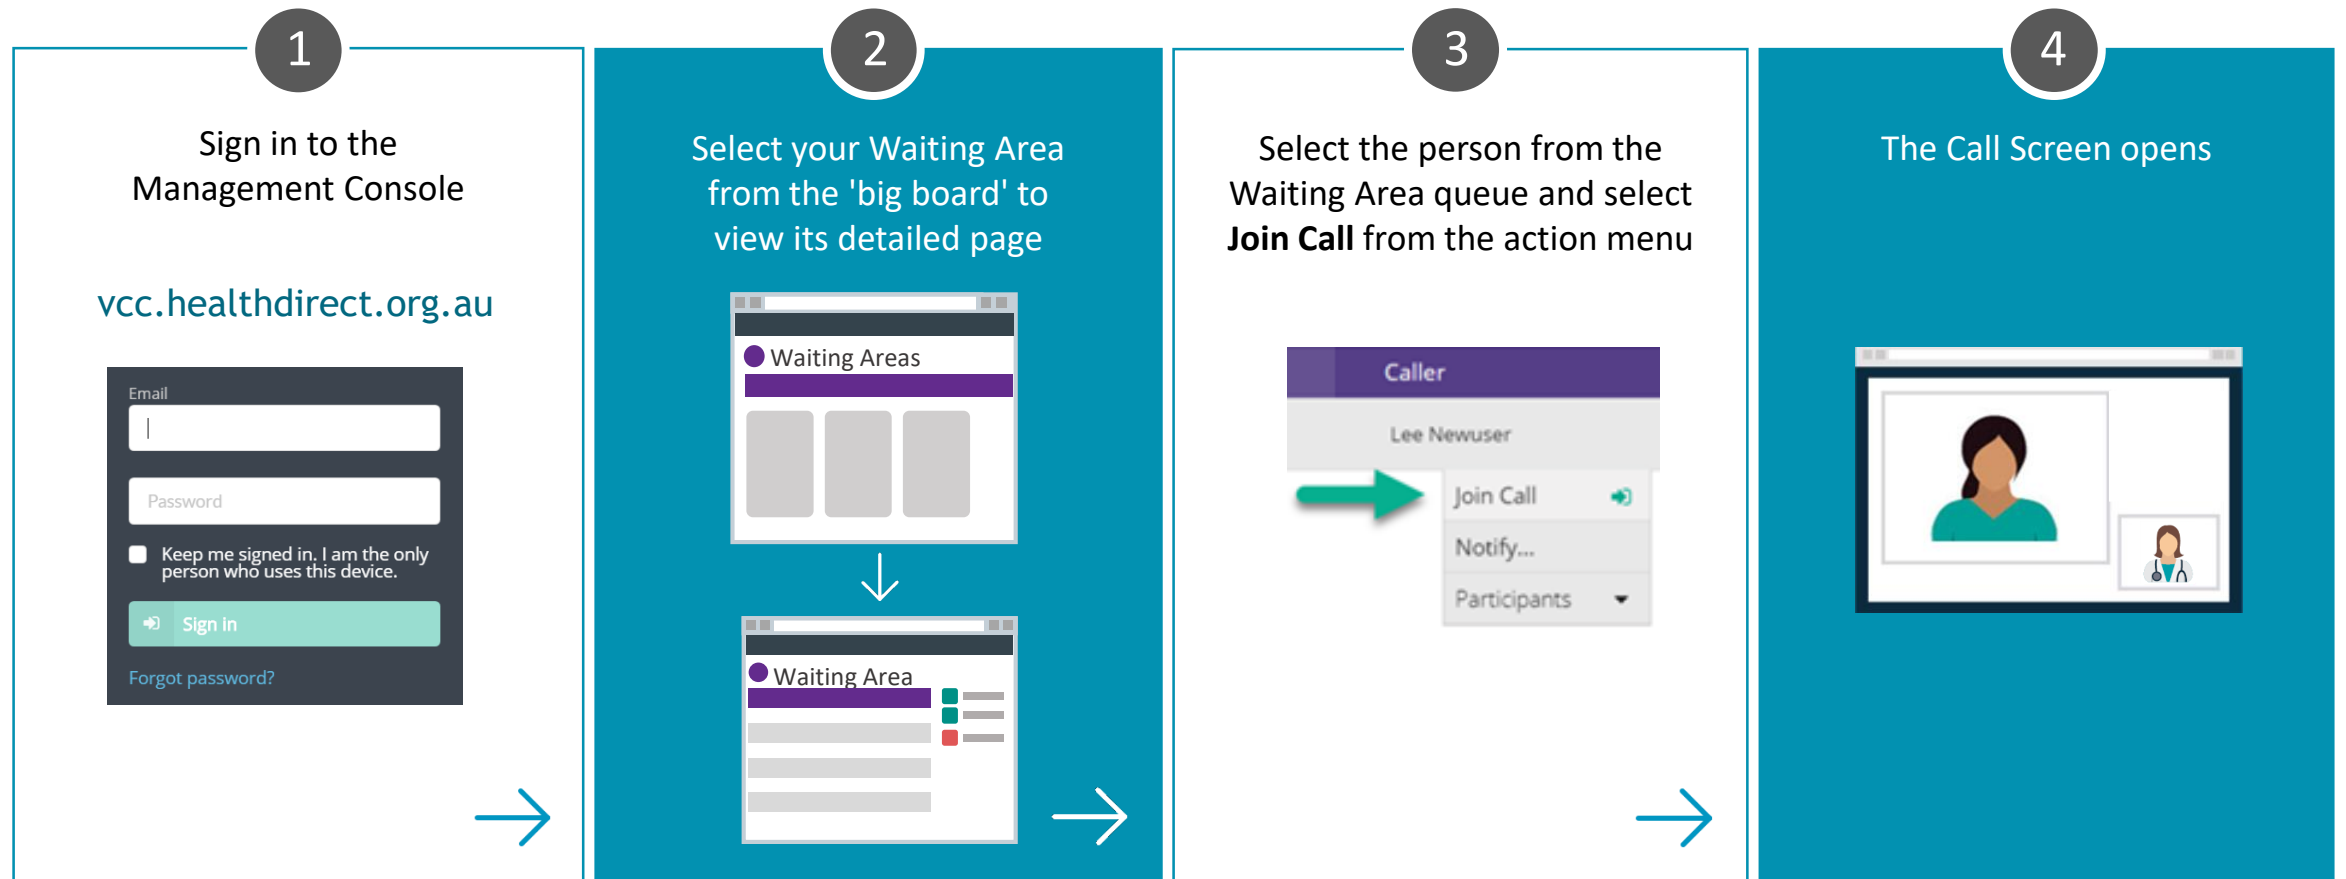 1
Sign in to the
Management Console
vcc.healthdirect.org.au
Email
Password
Keep me signed in. I am the only
person who uses this device.
Sign in
Forgot password?
2
Select your Waiting Area
from the 'big board' to
view its detailed page
Waiting Areas
Waiting Area
3
Select the person from the
Waiting Area queue and select
Join Call from the action menu
Caller
Lee Newuser
Join Call
Notify...
Participants
4
The Call Screen opens